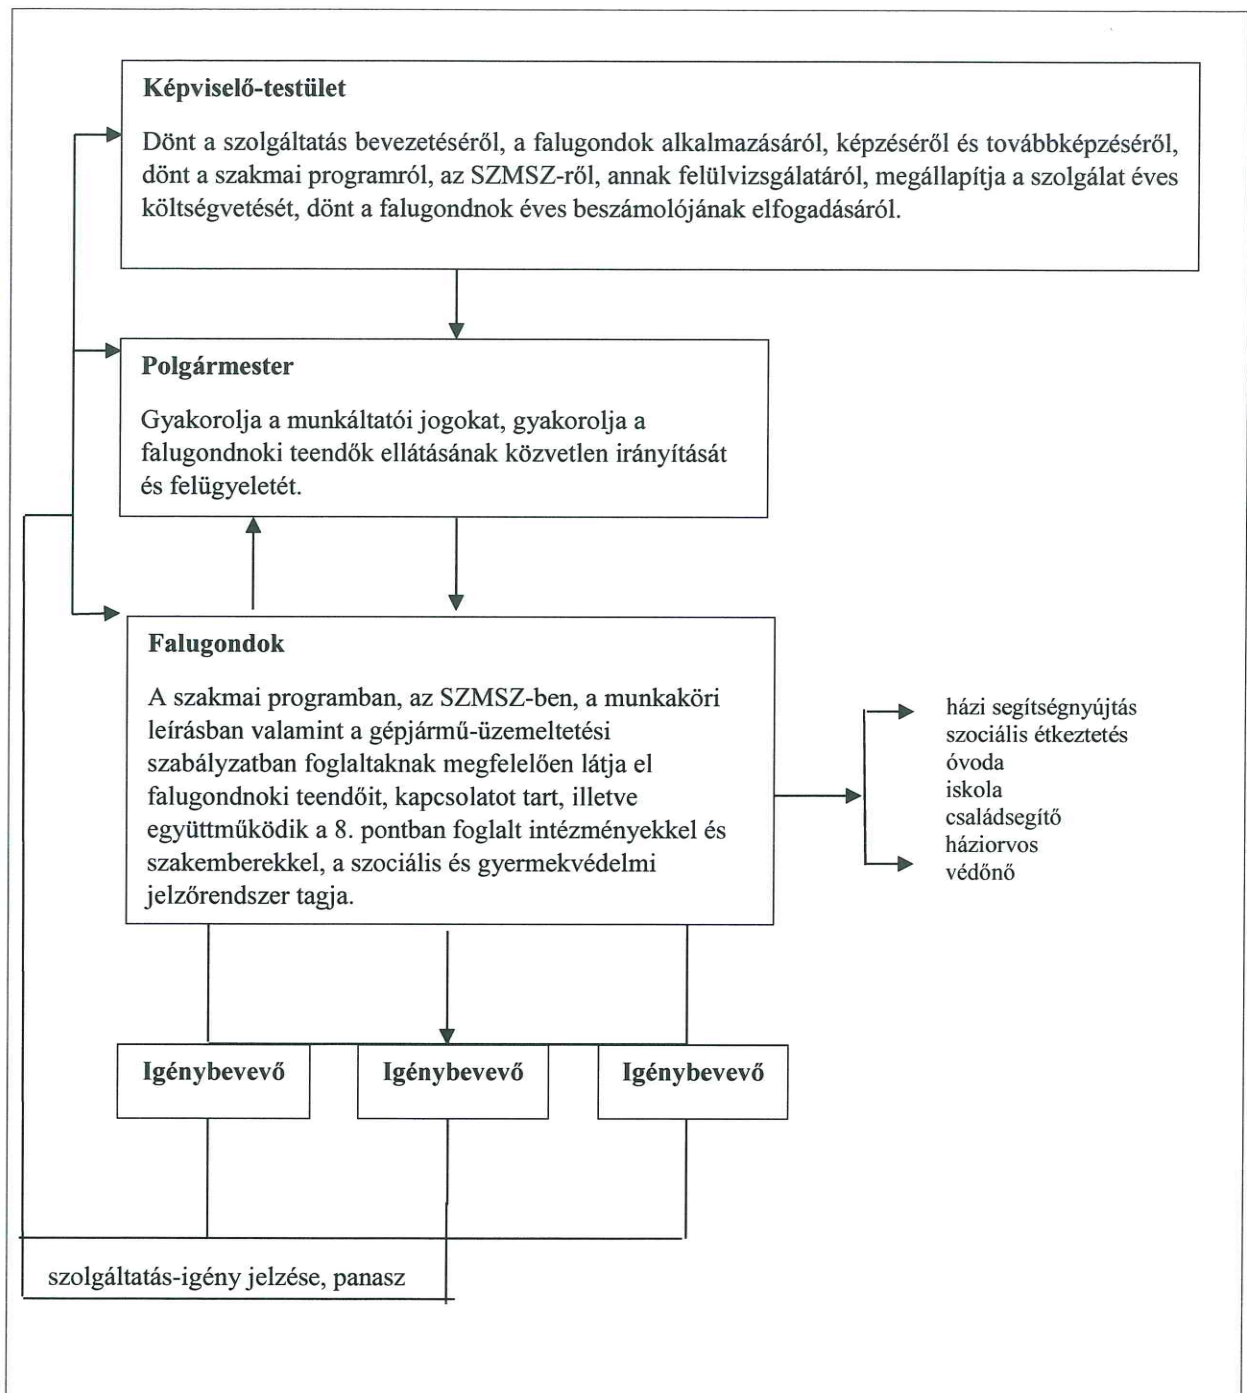 Képviselő-testület
Dönt a szolgáltatás bevezetéséről, a falugondok alkalmazásáról, képzéséről és továbbképzéséről,
dönt a szakmai programról, az SZMSZ-ről, annak felülvizsgálatáról, megállapítja a szolgálat éves
költségvetését, dönt a falugondnok éves beszámolójának elfogadásáról.
Polgármester
Gyakorolja a munkáltatói jogokat, gyakorolja a
falugondnoki teendők ellátásának közvetlen irányítását
és felügyeletét.
Falugondok
A szakmai programban, az SZMSZ-ben, a munkaköri
leírásban valamint a gépjármű-üzemeltetési
szabályzatban foglaltaknak megfelelően látja el
falugondnoki teendőit, kapcsolatot tart, illetve
együttműködik a 8. pontban foglalt intézményekkel és
szakemberekkel, a szociális és gyermekvédelmi
jelzőrendszer tagja.
házi segítségnyújtás
szociális étkeztetés
óvoda
iskola
családsegítő
háziorvos
védőnő
Igénybevevő
Igénybevevő
Igénybevevő
szolgáltatás-igény jelzése, panasz